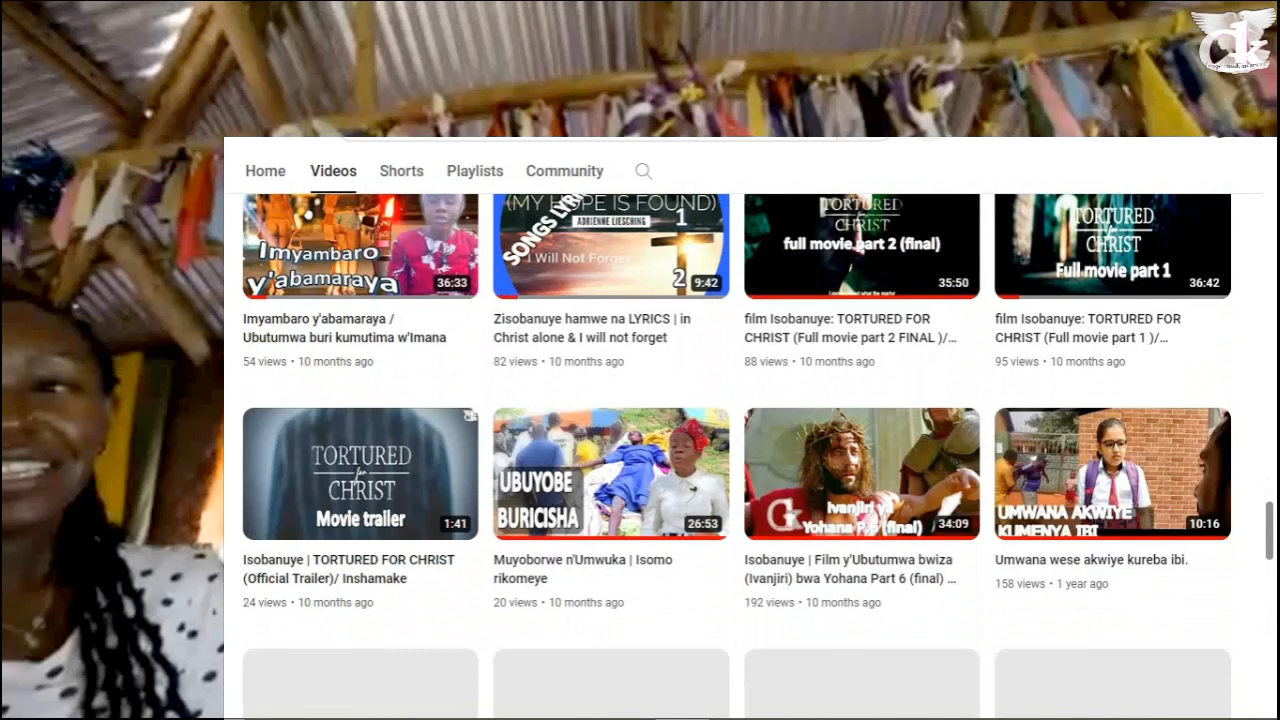 Home
Videos
Shorts
Playlists
Community
Imyambaro
y'abamaraya
36:33
Imyambaro y'abamaraya /
Ubutumwa buri kumutima w'Imana
54 views • 10 months ago
(MY HOPE IS FOUND)
ADRIENNE LIESCHING
I Will Not Forget
1
2
9:42
Zisobanuye hamwe na LYRICS | in
Christ alone & I will not forget
82 views • 10 months ago
TORTURED
CHRIST
full movie part 2 (final)
35:50
film Isobanuye: TORTURED FOR
CHRIST (Full movie part 2 FINAL )/...
88 views • 10 months ago
TORTURED
for
CHRIST
Full movie part 1
36:42
film Isobanuye: TORTURED FOR
CHRIST (Full movie part 1 )/...
95 views • 10 months ago
TORTURED
for
CHRIST
Movie trailer
1:41
Isobanuye | TORTURED FOR CHRIST
(Official Trailer)/ Inshamake
24 views • 10 months ago
UBUYOBE
BURICISHA
26:53
Muyoborwe n'Umwuka | Isomo
rikomeye
20 views • 10 months ago
Ivanjiri ya
Yohana P.6 (final)
34:09
Isobanuye | Film y'Ubutumwa bwiza
(Ivanjiri) bwa Yohana Part 6 (final) ...
192 views • 10 months ago
UMWANA AKWIYE
KUMENYA IBI
10:16
Umwana wese akwiye kureba ibi.
158 views • 1 year ago